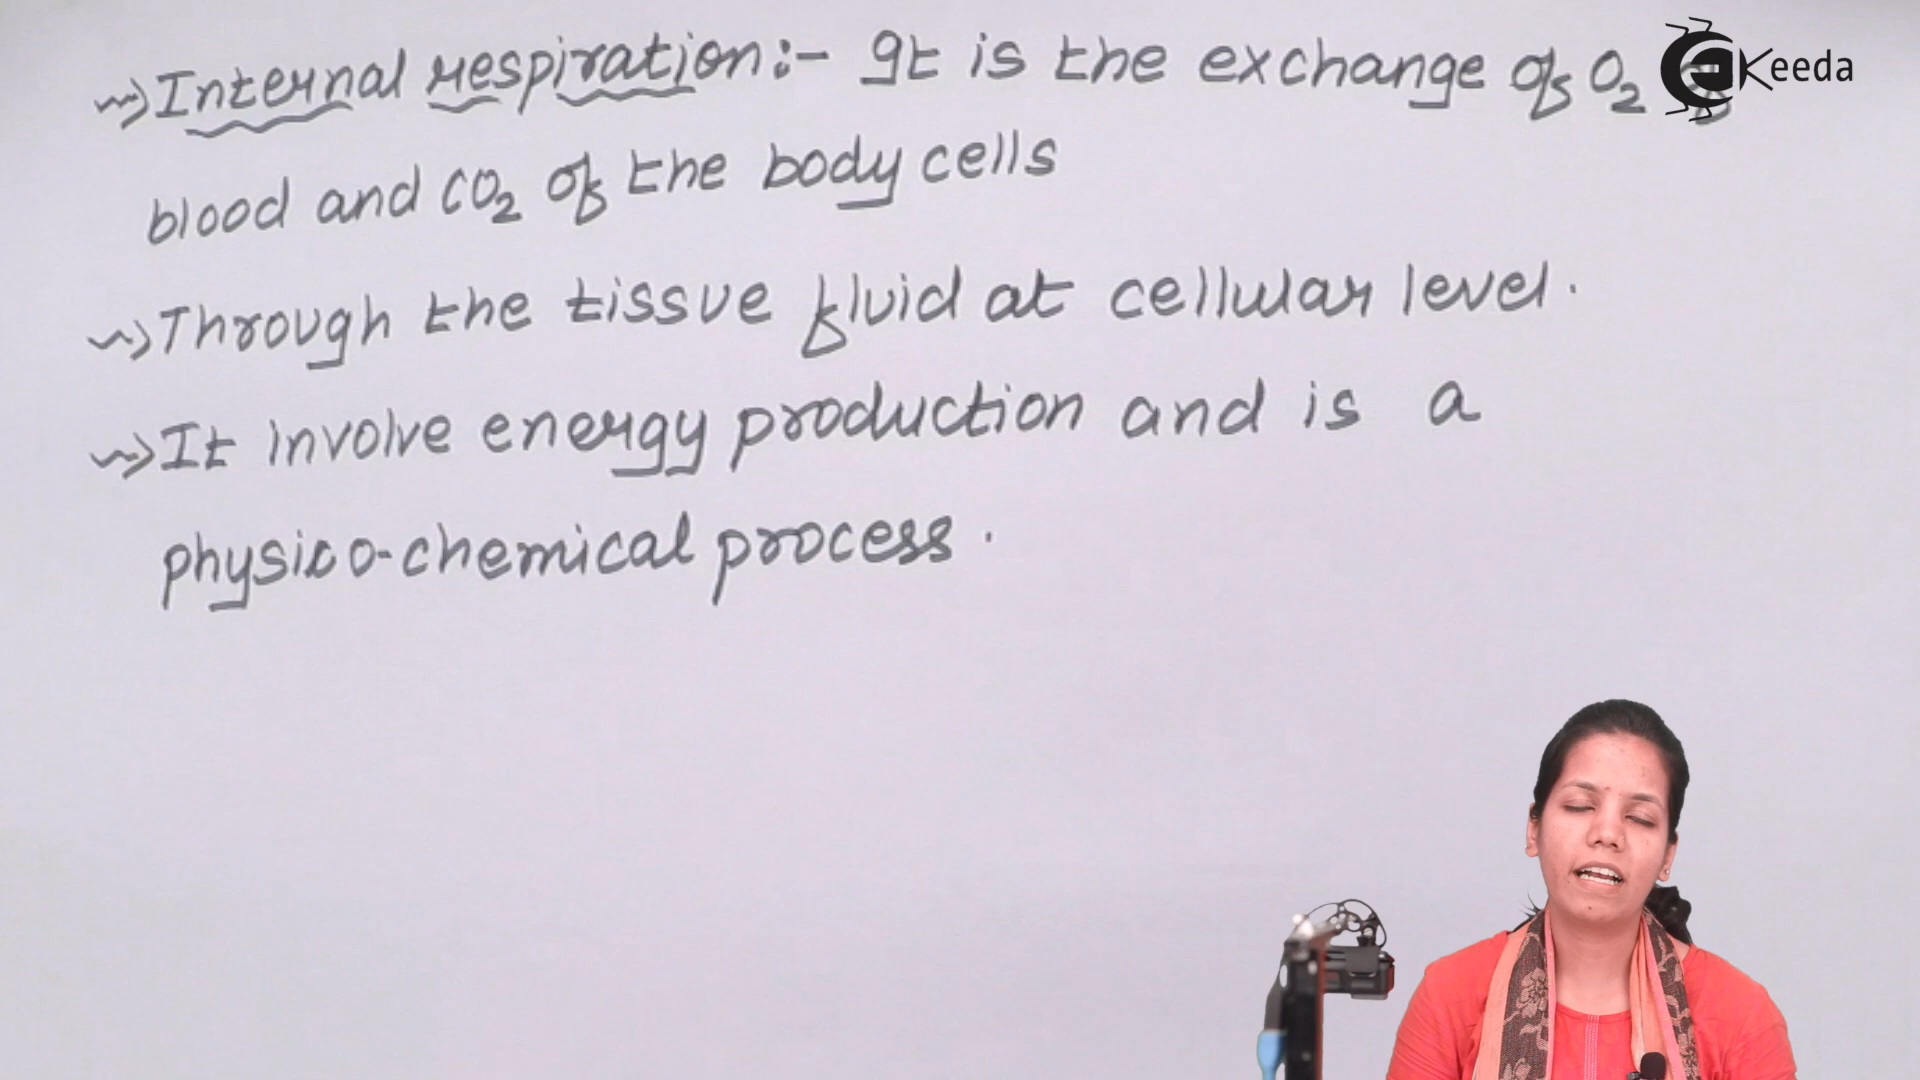 ⇝ Internal respiration:- It is the exchange of O₂
blood and CO₂ of the body cells
⇝ Through the tissue fluid at cellular level.
⇝ It involve energy production and is a
physico-chemical process.
Keeda